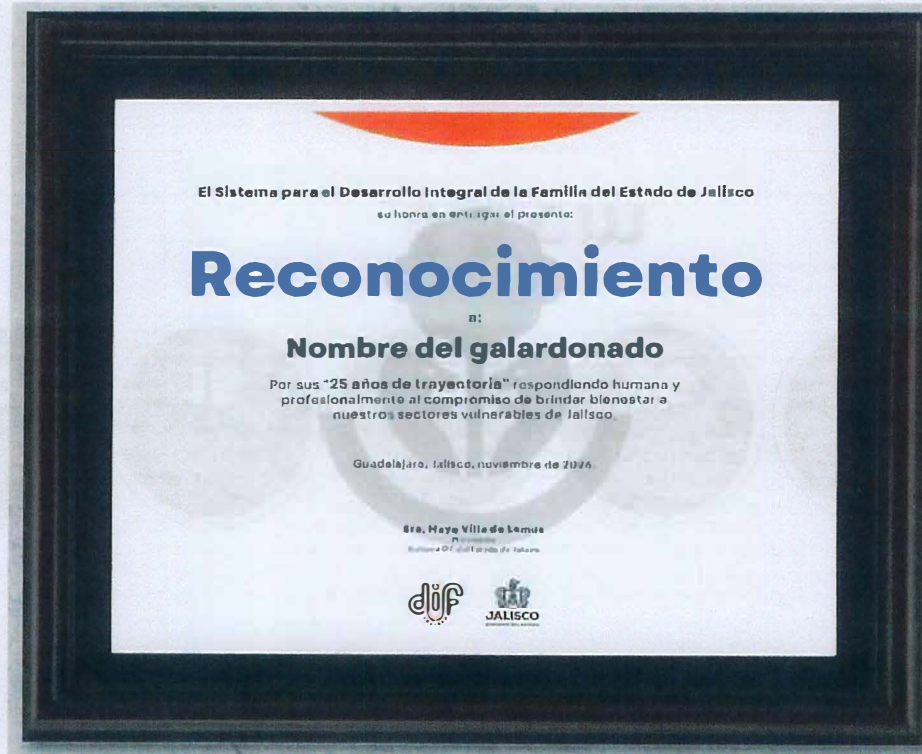 El Sistema para el Desarrollo Integral de la Familia del Estado de Jalisco
se honra en entregar el presente:
Reconocimiento
a:
Nombre del galardonado
Por sus "25 años de trayectoria" respondiendo humana y
profesionalmente al compromiso de brindar bienestar a
nuestros sectores vulnerables de Jalisco.
Guadalajara, Jalisco, noviembre de
Sra. Maye Villa de Lemus
dif
JALISCO